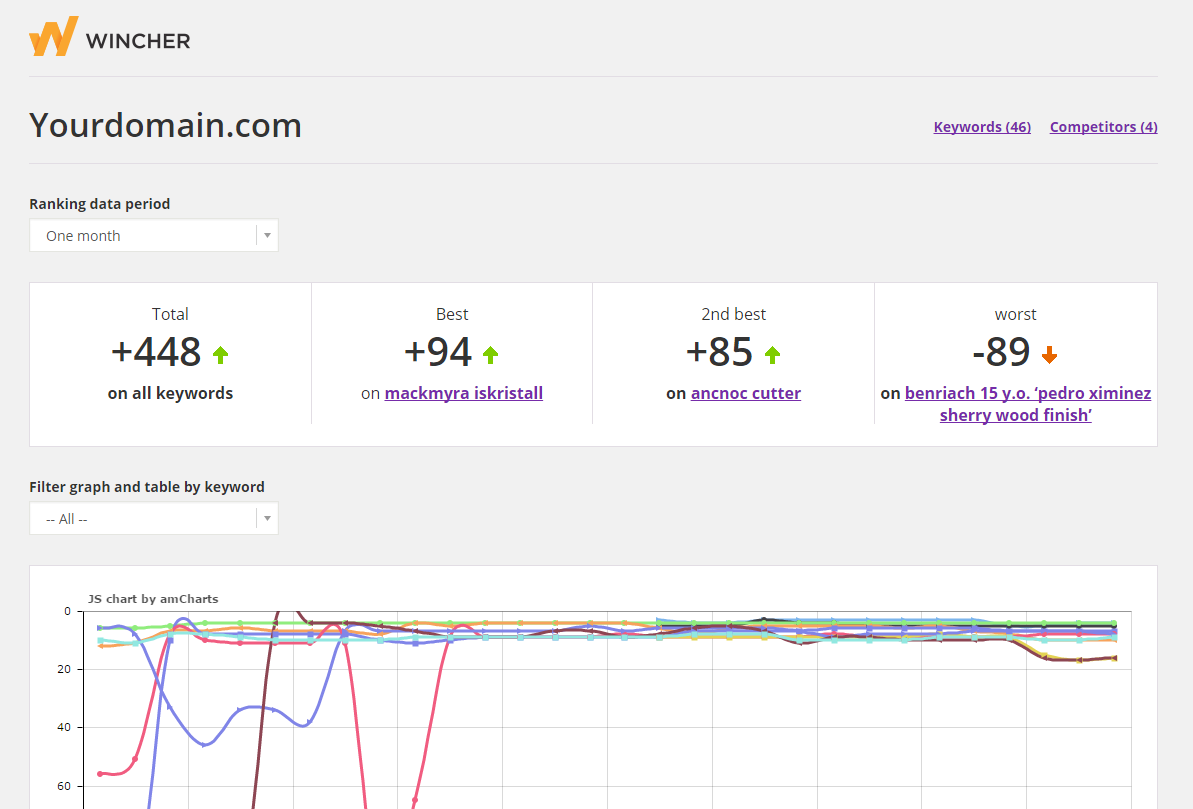 WINCHER
Yourdomain.com
Keywords (46) Competitors (4)
Ranking data period
One month
Total
+448
on all keywords
Best
+94
on mackmyra iskristall
2nd best
+85
on ancnoc cutter
worst
-89
on benriach 15 y.o. ‘pedro ximinez
sherry wood finish’
Filter graph and table by keyword
-- All --
JS chart by amCharts
0
20
40
60